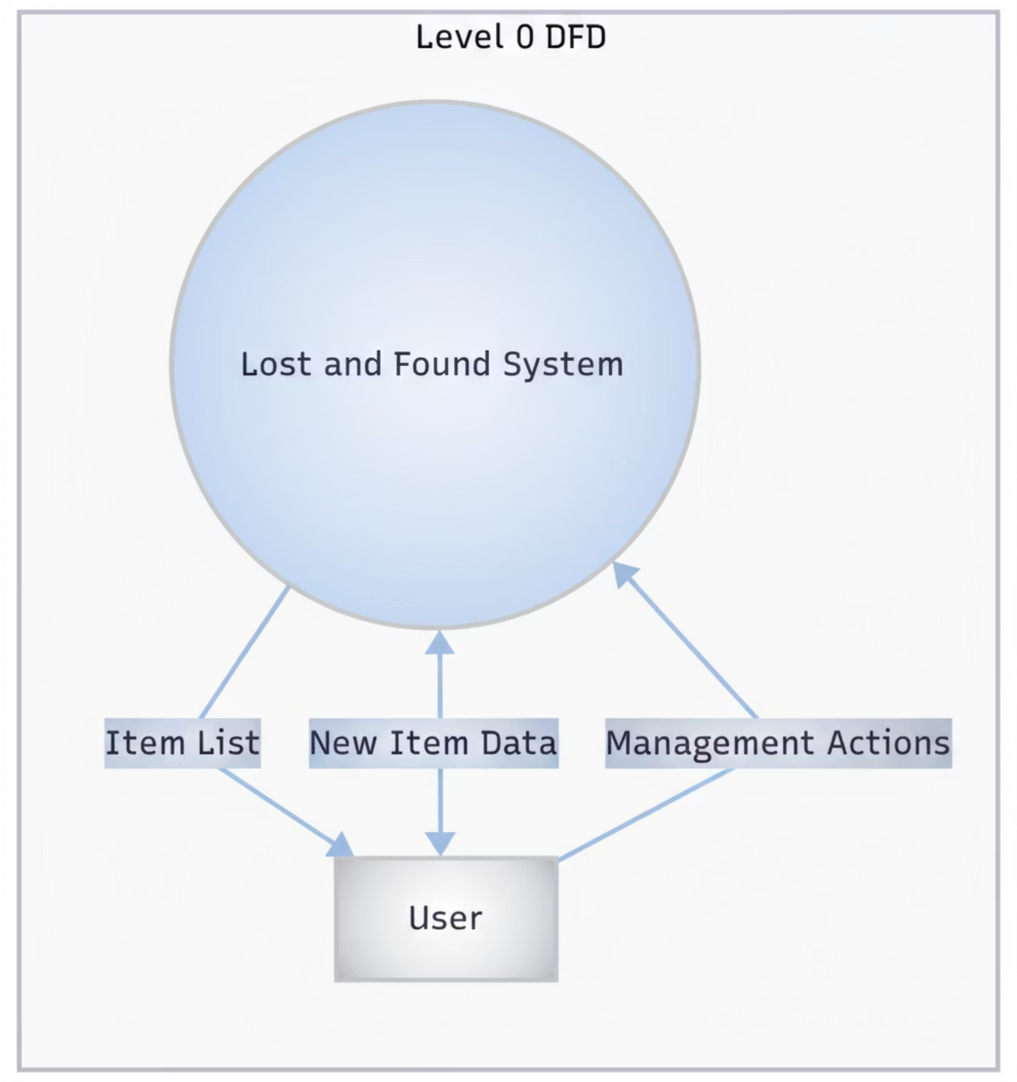 Level 0 DFD
Lost and Found System
Item List
New Item Data
Management Actions
User